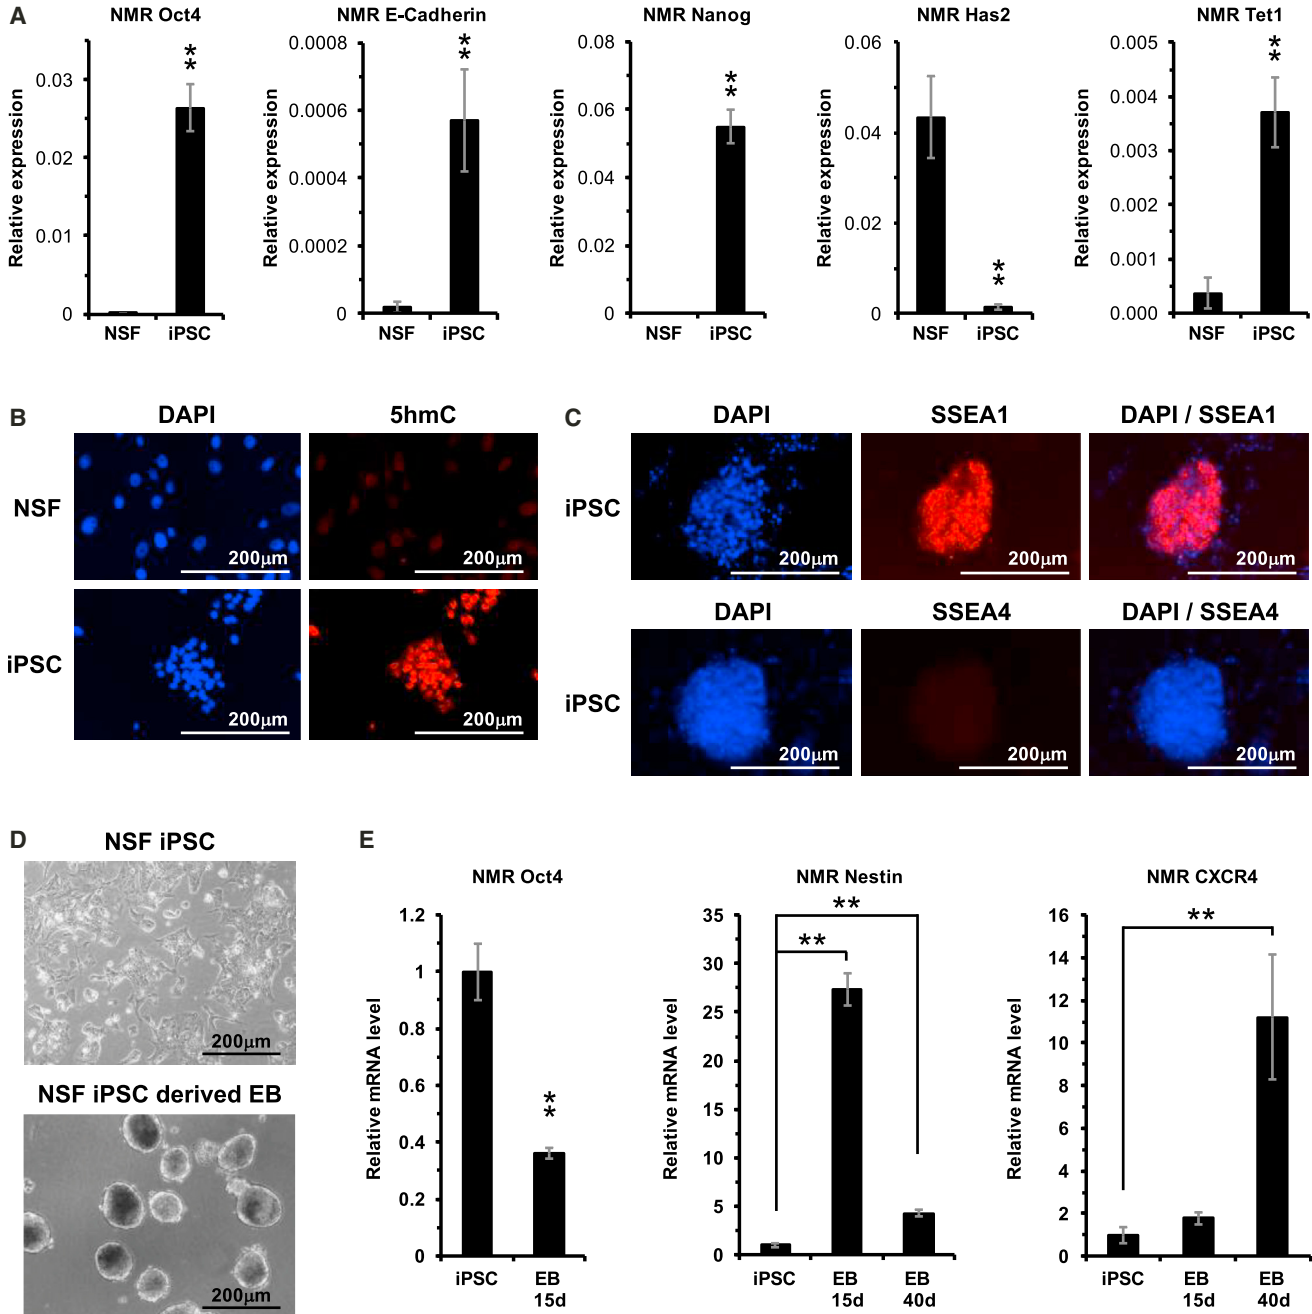 A
NMR Oct4
NMR E-Cadherin
NMR Nanog
NMR Has2
NMR Tet1
Relative expression
0.03
0.02
0.01
0
**
NSF iPSC
Relative expression
0.0008
0.0006
0.0004
0.0002
0
**
NSF iPSC
Relative expression
0.08
0.06
0.04
0.02
0
**
NSF iPSC
Relative expression
0.06
0.04
0.02
0
**
NSF iPSC
Relative expression
0.005
0.004
0.003
0.002
0.001
0.000
**
NSF iPSC
B
DAPI 5hmC
NSF
200μm 200μm
iPSC
200μm 200μm
C
DAPI SSEA1 DAPI / SSEA1
iPSC
200μm 200μm 200μm
DAPI SSEA4 DAPI / SSEA4
iPSC
200μm 200μm 200μm
D
NSF iPSC
200μm
NSF iPSC derived EB
200μm
E
NMR Oct4
Relative mRNA level
1.2
1
0.8
0.6
0.4
0.2
0
**
iPSC EB
15d
NMR Nestin
Relative mRNA level
35
30
25
20
15
10
5
0
**
**
iPSC EB EB
15d 40d
NMR CXCR4
Relative mRNA level
16
14
12
10
8
6
4
2
0
**
iPSC EB EB
15d 40d